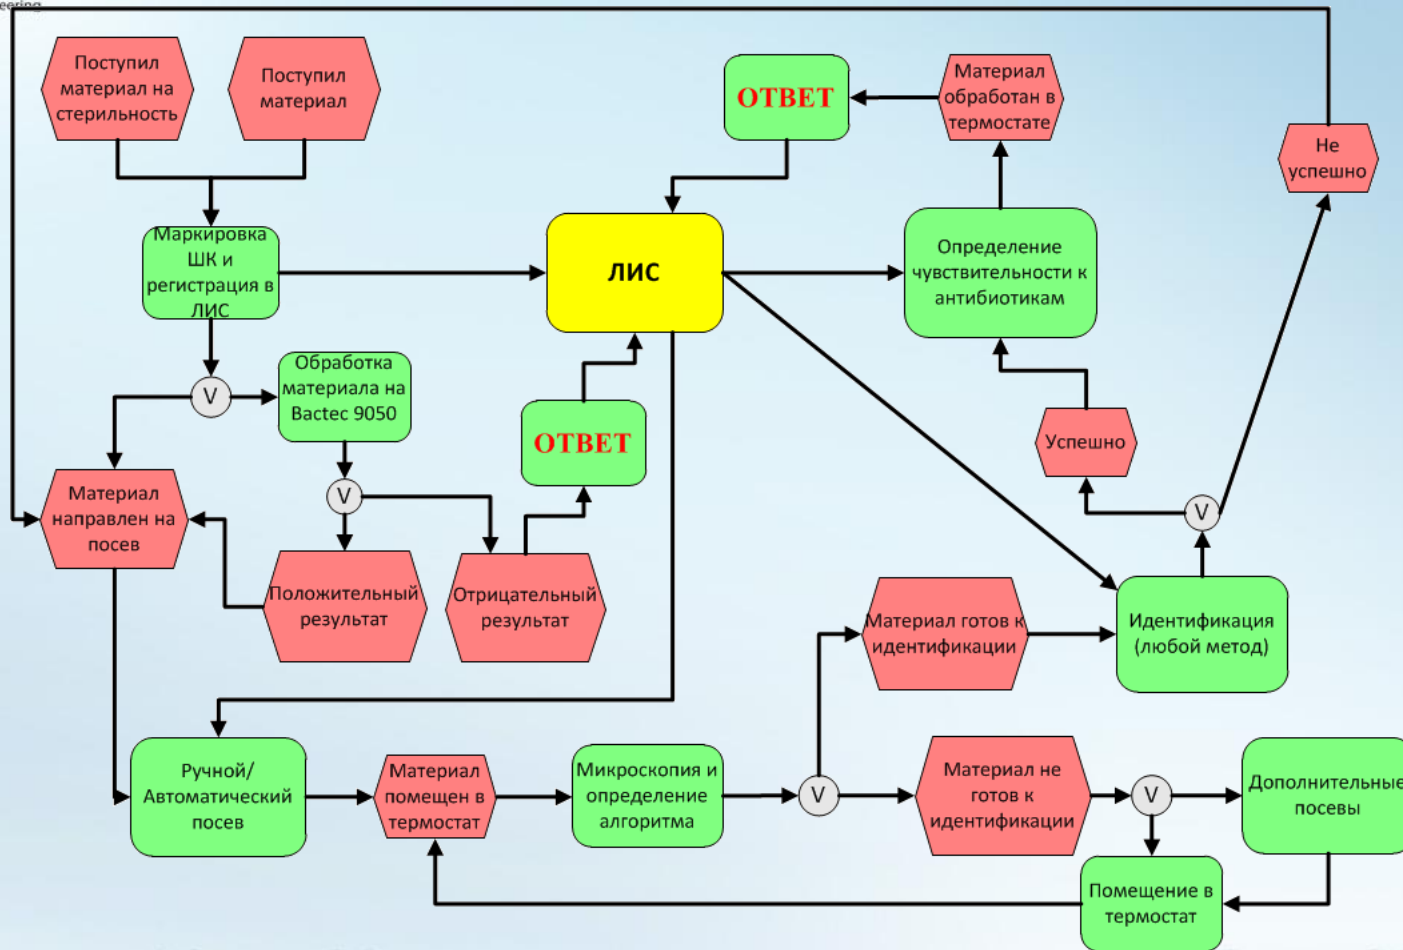 eering
Поступил
материал на
стерильность
Поступил
материал
ОТВЕТ
Материал
обработан в
термостате
Не
успешно
Маркировка
ШК и
регистрация в
ЛИС
ЛИС
Определение
чувствительности к
антибиотикам
V
Обработка
материала на
Bactec 9050
ОТВЕТ
Успешно
Материал
направлен на
посев
V
V
Положительный
результат
Отрицательный
результат
Материал готов к
идентификации
Идентификация
(любой метод)
Ручной/
Автоматический
посев
Материал
помещен в
термостат
Микроскопия и
определение
алгоритма
V
Материал не
готов к
идентификации
V
Дополнительные
посевы
Помещение в
термостат